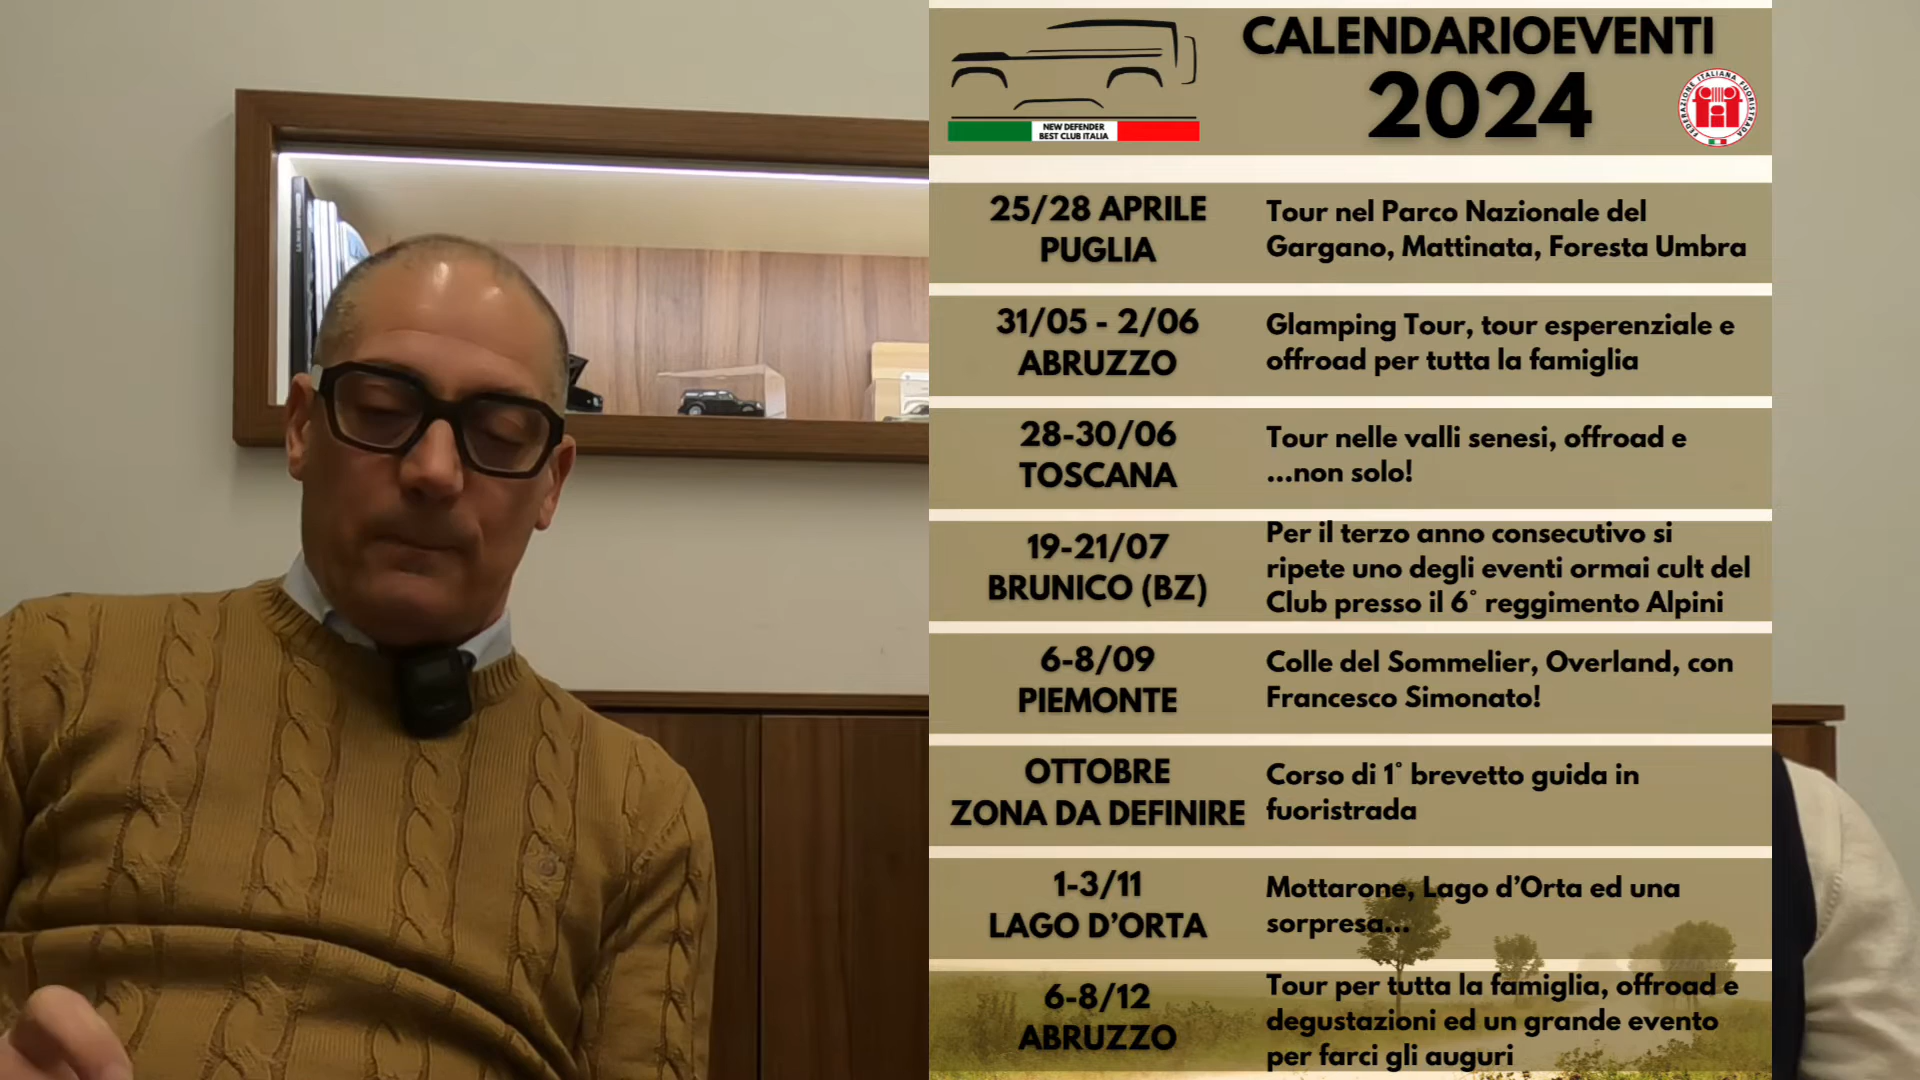 CALENDARIOEVENTI
2024
NEW DEFENDER
BEST CLUB ITALIA
FEDERAZIONE ITALIANA FUORISTRADA
25/28 APRILE
PUGLIA
Tour nel Parco Nazionale del
Gargano, Mattinata, Foresta Umbra
31/05 - 2/06
ABRUZZO
Glamping Tour, tour esperenziale e
offroad per tutta la famiglia
28-30/06
TOSCANA
Tour nelle valli senesi, offroad e
...non solo!
19-21/07
BRUNICO (BZ)
Per il terzo anno consecutivo si
ripete uno degli eventi ormai cult del
Club presso il 6° reggimento Alpini
6-8/09
PIEMONTE
Colle del Sommelier, Overland, con
Francesco Simonato!
OTTOBRE
ZONA DA DEFINIRE
Corso di 1° brevetto guida in
fuoristrada
1-3/11
LAGO D'ORTA
Mottarone, Lago d'Orta ed una
sorpresa...
6-8/12
ABRUZZO
Tour per tutta la famiglia, offroad e
degustazioni ed un grande evento
per farci gli auguri